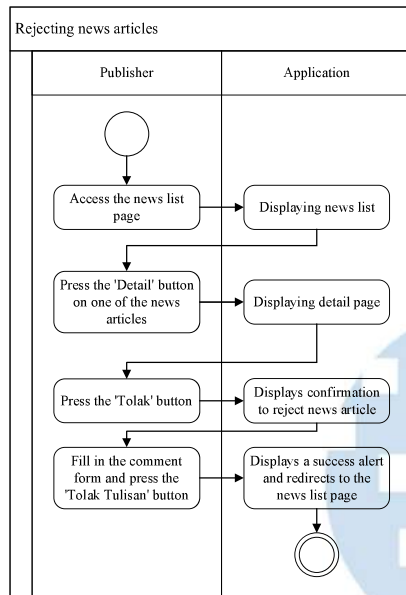 Rejecting news articles
Publisher
Application
Access the news list
page
Displaying news list
Press the 'Detail' button
on one of the news
articles
Displaying detail page
Press the 'Tolak' button
Displays confirmation
to reject news article
Fill in the comment
form and press the
'Tolak Tulisan' button
Displays a success alert
and redirects to the
news list page